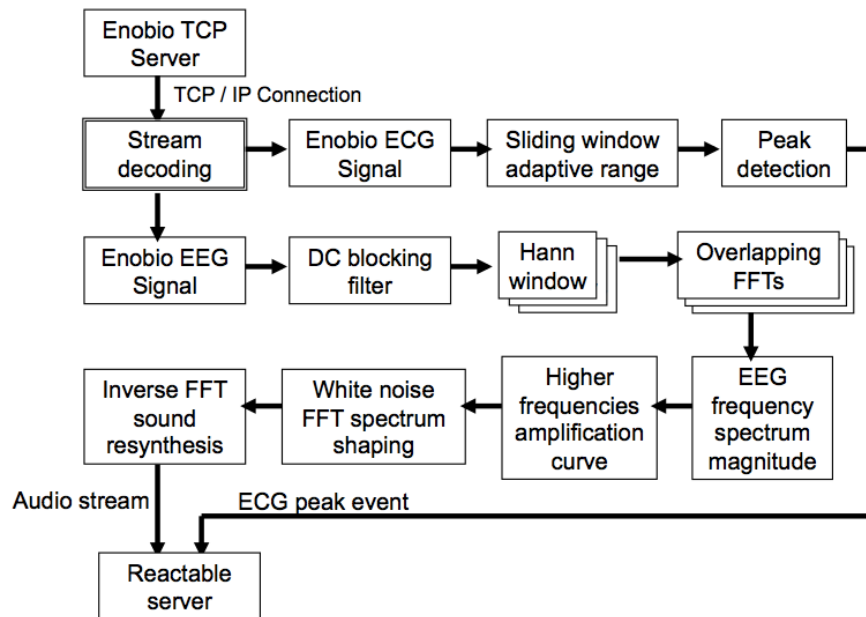 Enobio TCP
Server
TCP / IP Connection
Stream
decoding
Enobio ECG
Signal
Sliding window
adaptive range
Peak
detection
Enobio EEG
Signal
DC blocking
filter
Hann
window
Overlapping
FFTs
Inverse FFT
sound
resynthesis
White noise
FFT spectrum
shaping
Higher
frequencies
amplification
curve
EEG
frequency
spectrum
magnitude
Audio stream
ECG peak event
Reactable
server